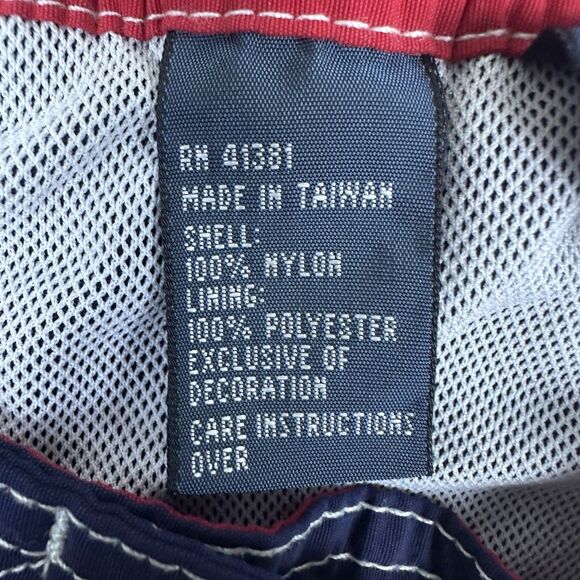 RN 41381
MADE IN TAIWAN
SHELL:
100% NYLON
LINING:
100% POLYESTER
EXCLUSIVE OF
DECORATION
CARE INSTRUCTIONS
OVER